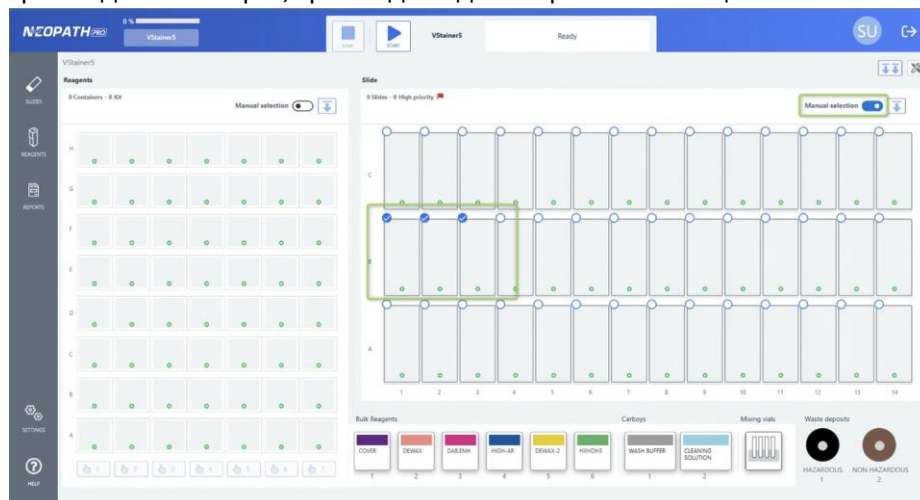 NEOPATH PRO
0 %
VStainer5
STOP
START
VStainer5
Ready
SU
VStainer5
Reagents
Slide
0 Containers - 0 Kit
Manual selection
0 Slides - 0 High priority
Manual selection
SLIDES
REAGENTS
REPORTS
SETTINGS
HELP
H
G
F
E
D
C
B
A
1 2 3 4 5 6 7
C
B
A
1 2 3 4 5 6 7 8 9 10 11 12 13 14
Bulk Reagents
Carboys
Mixing vials
Waste deposits
COVER DEWAX DAB.ENH HIGH-AR DEWAX-2 HXHDH3 WASH BUFFER CLEANING SOLUTION
HAZARDOUS NON HAZARDOUS
1 2 3 4 5 6 1 2 1 2